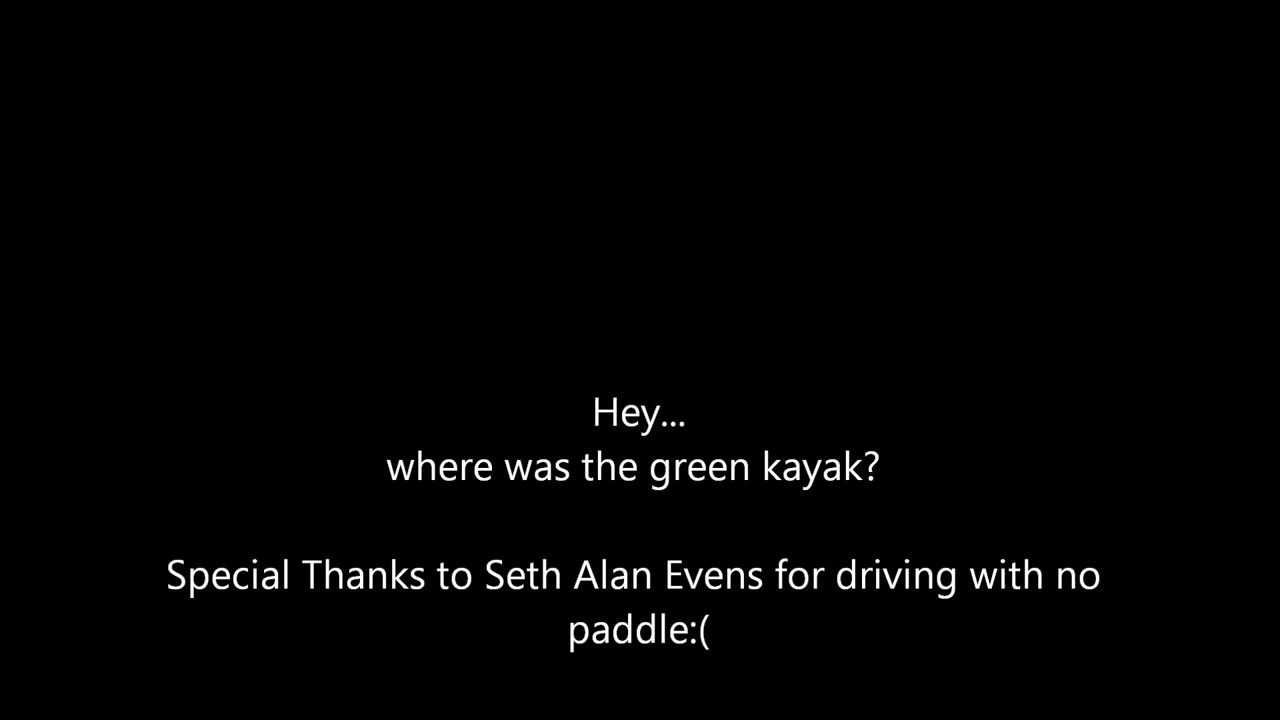 Hey...
where was the green kayak?
Special Thanks to Seth Alan Evens for driving with no
paddle:(